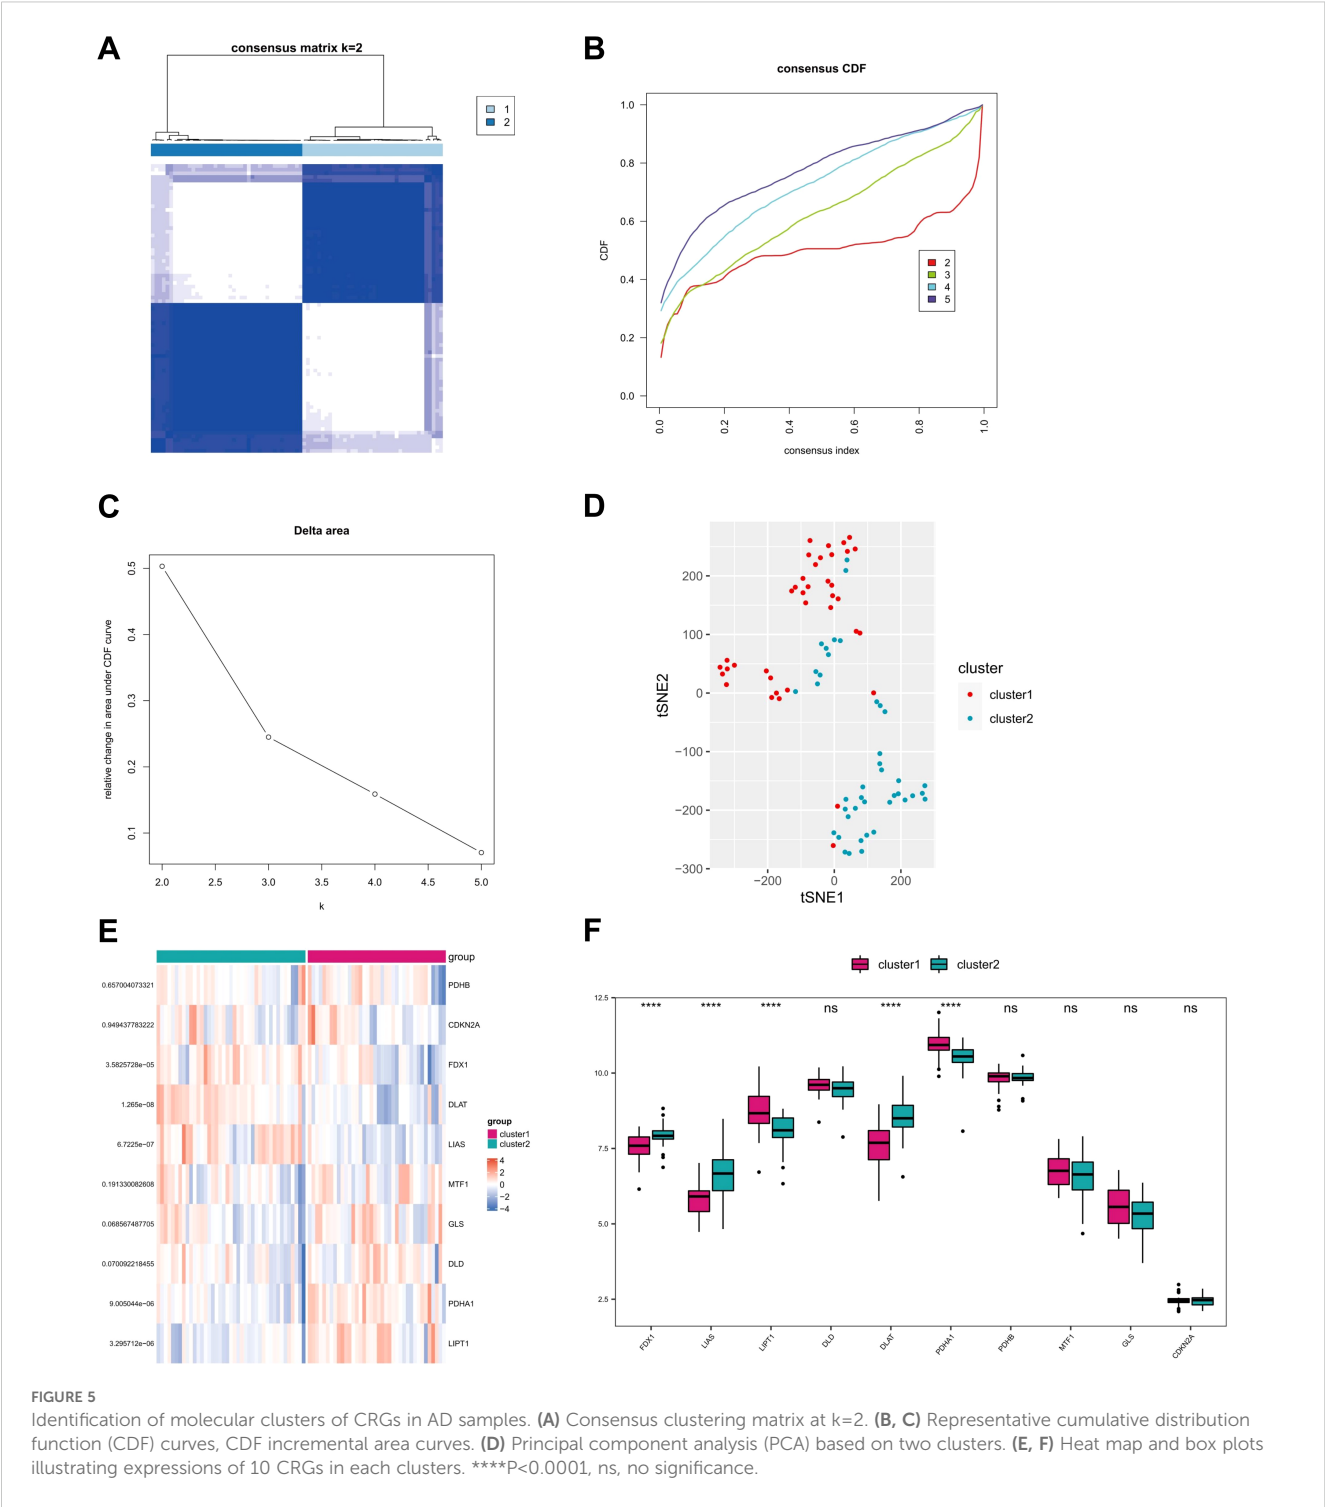 A
consensus matrix k=2
1
2
B
consensus CDF
CDF
1.0
0.8
0.6
0.4
0.2
0.0
2
3
4
5
0.0
0.2
0.4
0.6
0.8
1.0
consensus index
C
Delta area
relative change in area under CDF curve
0.5
0.4
0.3
0.2
0.1
2.0
2.5
3.0
3.5
4.0
4.5
5.0
k
D
tSNE2
200
100
0
−100
−200
−300
−200
0
200
tSNE1
cluster
cluster1
cluster2
E
group
0.657004073321
PDHB
0.949437783222
CDKN2A
3.5825728e−05
FDX1
1.265e−08
DLAT
6.7225e−07
LIAS
0.191330082608
MTF1
0.068567487705
GLS
0.070092218455
DLD
9.005044e−06
PDHA1
3.295712e−06
LIPT1
group
cluster1
cluster2
4
2
0
−2
−4
F
cluster1
cluster2
12.5
10.0
7.5
5.0
2.5
**** **** **** ns **** **** ns ns ns ns
FDX1
LIAS
LIPT1
DLD
DLAT
PDHA1
PDHB
MTF1
GLS
CDKN2A
FIGURE 5
Identification of molecular clusters of CRGs in AD samples. (A) Consensus clustering matrix at k=2. (B, C) Representative cumulative distribution
function (CDF) curves, CDF incremental area curves. (D) Principal component analysis (PCA) based on two clusters. (E, F) Heat map and box plots
illustrating expressions of 10 CRGs in each clusters. ****P<0.0001, ns, no significance.